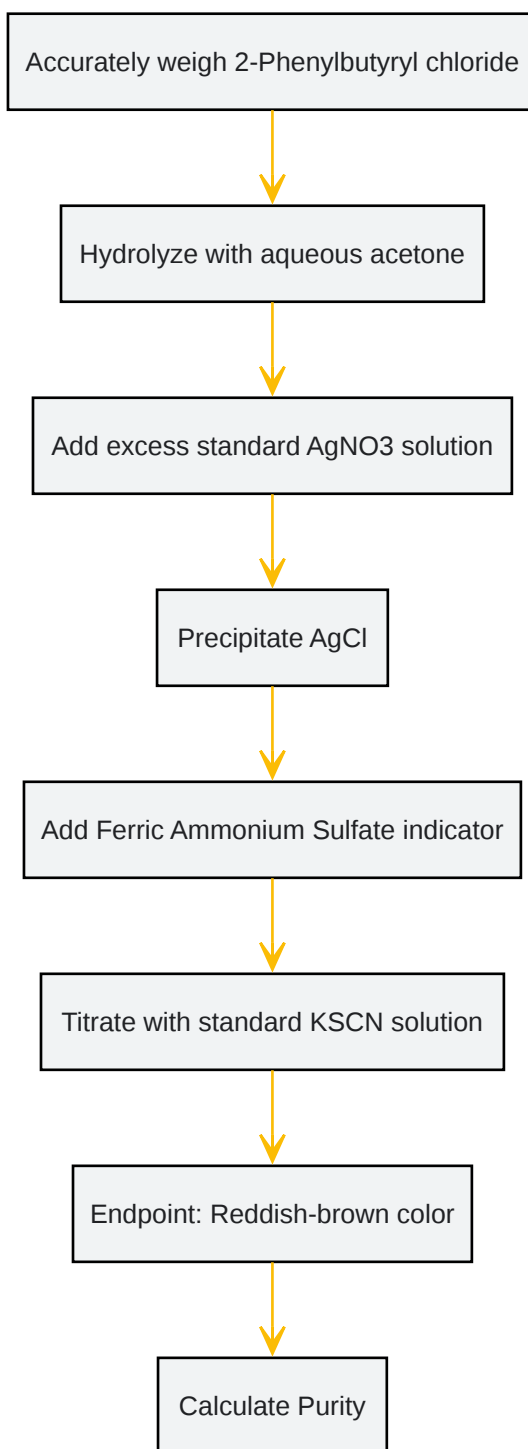 Accurately weigh 2-Phenylbutyryl chloride
Hydrolyze with aqueous acetone
Add excess standard AgNO3 solution
Precipitate AgCl
Add Ferric Ammonium Sulfate indicator
Titrate with standard KSCN solution
Endpoint: Reddish-brown color
Calculate Purity